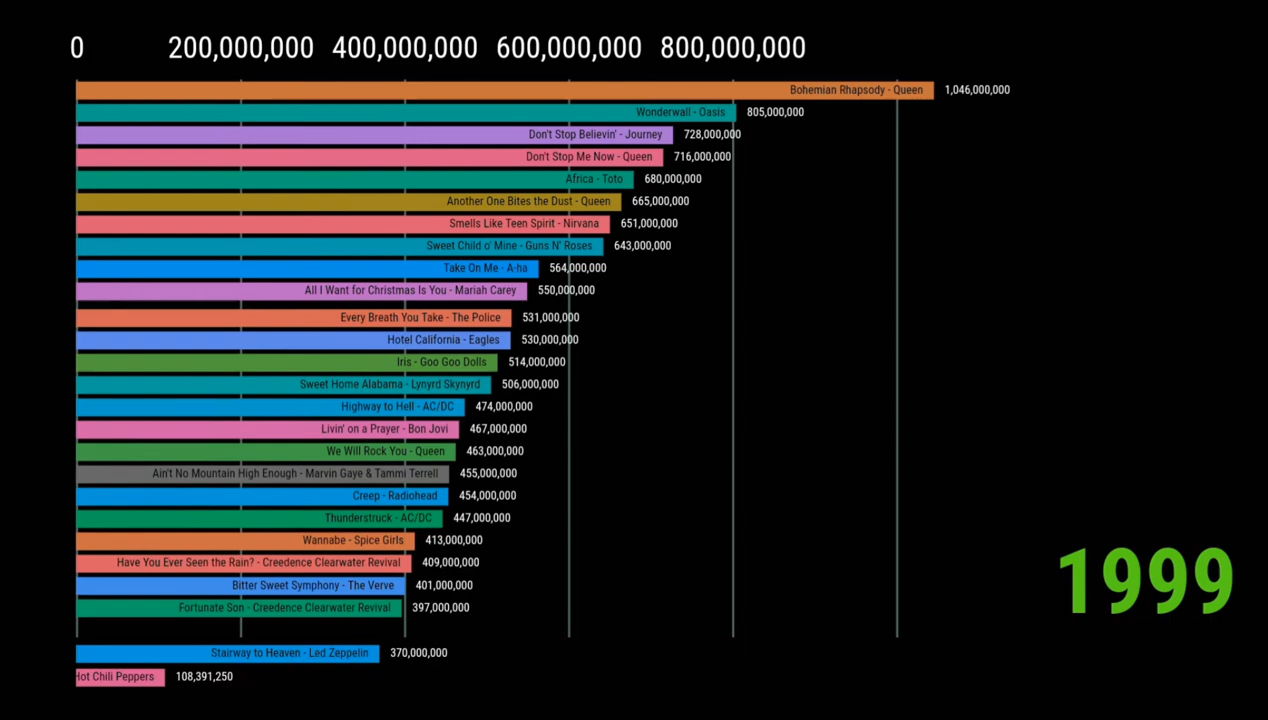 0 200,000,000 400,000,000 600,000,000 800,000,000
Bohemian Rhapsody - Queen 1,046,000,000
Wonderwall - Oasis 805,000,000
Don't Stop Believin' - Journey 728,000,000
Don't Stop Me Now - Queen 716,000,000
Africa - Toto 680,000,000
Another One Bites the Dust - Queen 665,000,000
Smells Like Teen Spirit - Nirvana 651,000,000
Sweet Child o' Mine - Guns N' Roses 643,000,000
Take On Me - A-ha 564,000,000
All I Want for Christmas Is You - Mariah Carey 550,000,000
Every Breath You Take - The Police 531,000,000
Hotel California - Eagles 530,000,000
Iris - Goo Goo Dolls 514,000,000
Sweet Home Alabama - Lynyrd Skynyrd 506,000,000
Highway to Hell - AC/DC 474,000,000
Livin' on a Prayer - Bon Jovi 467,000,000
We Will Rock You - Queen 463,000,000
Ain't No Mountain High Enough - Marvin Gaye & Tammi Terrell 455,000,000
Creep - Radiohead 454,000,000
Thunderstruck - AC/DC 447,000,000
Wannabe - Spice Girls 413,000,000
Have You Ever Seen the Rain? - Creedence Clearwater Revival 409,000,000
Bitter Sweet Symphony - The Verve 401,000,000
Fortunate Son - Creedence Clearwater Revival 397,000,000
1999
Stairway to Heaven - Led Zeppelin 370,000,000
Hot Chili Peppers 108,391,250